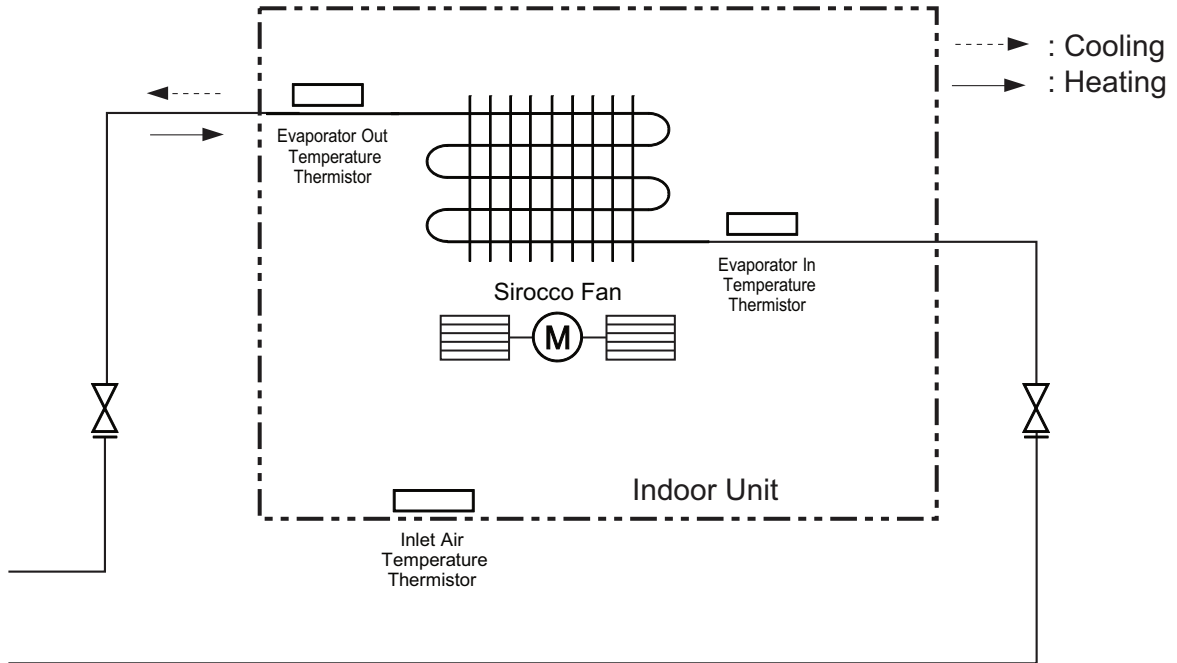 : Cooling
: Heating
Evaporator Out
Temperature
Thermistor
Evaporator In
Temperature
Thermistor
Sirocco Fan
M
Indoor Unit
Inlet Air
Temperature
Thermistor